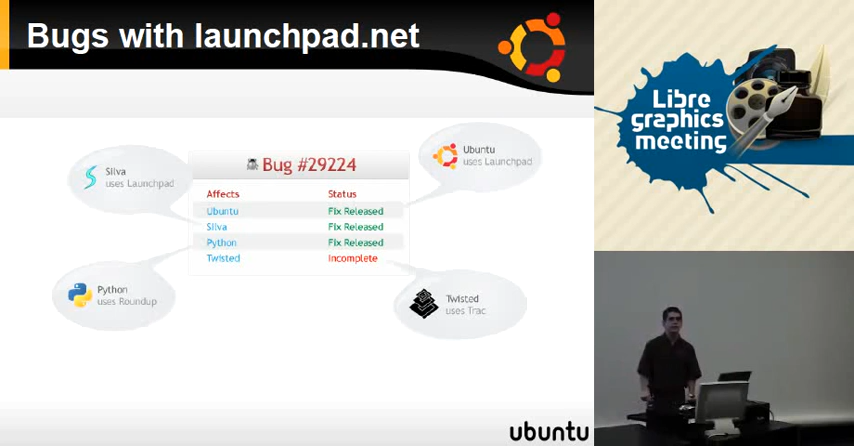 Bugs with launchpad.net
Silva
uses Launchpad
Bug #29224
Ubuntu
uses Launchpad
Affects Status
Ubuntu Fix Released
Silva Fix Released
Python Fix Released
Twisted Incomplete
Python
uses Roundup
Twisted
uses Trac
ubuntu
Libre
graphics
meeting